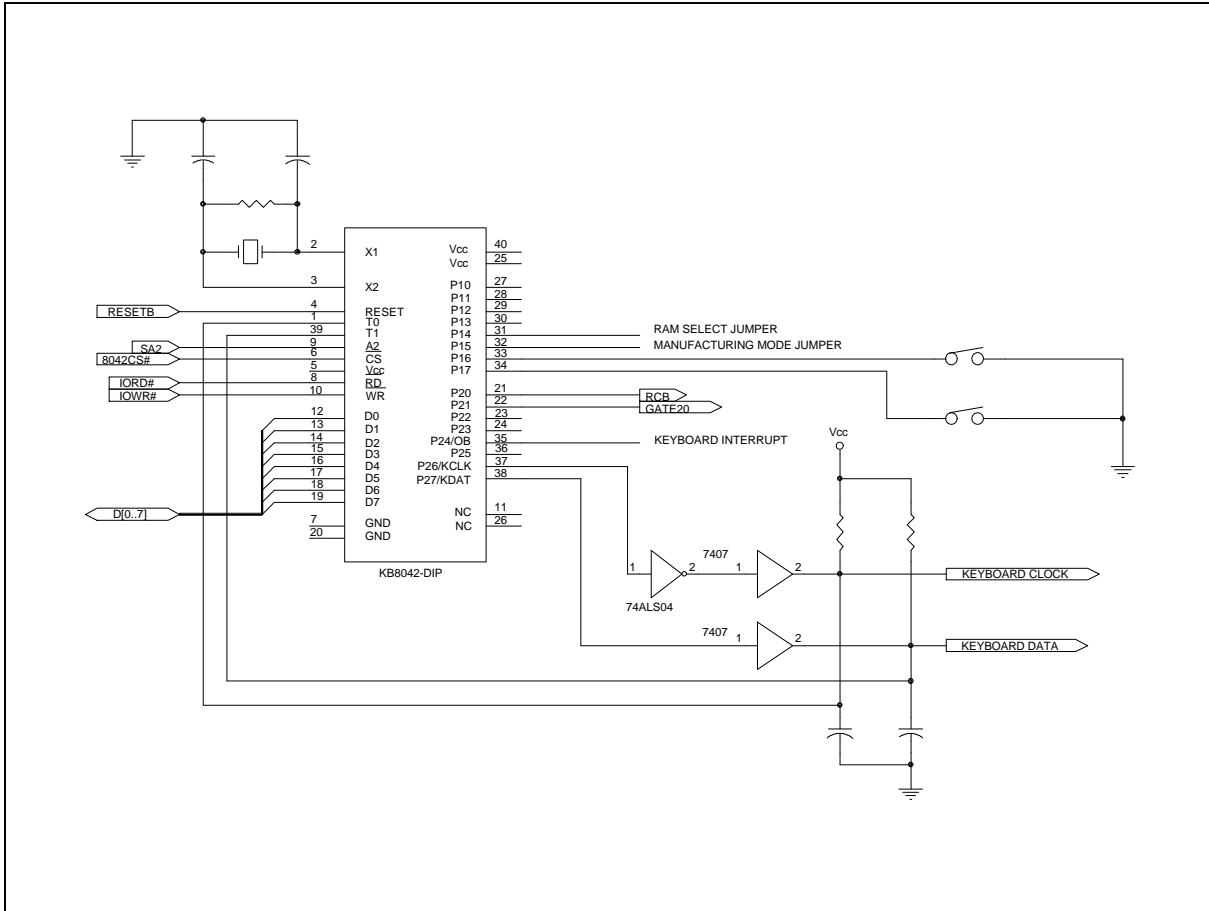 2 X1
3 X2
RESETB 4 RESET
1 T0
39 T1
SA2 9 A2
8042CS# 6 CS
5 Vcc
IORD# 8 RD
IOWR# 10 WR
12 D0
13 D1
14 D2
15 D3
16 D4
17 D5
18 D6
19 D7
D[0..7]
7 GND
20 GND
Vcc 40
Vcc 25
P10 27
P11 28
P12 29
P13 30
P14 31 RAM SELECT JUMPER
P15 32 MANUFACTURING MODE JUMPER
P16 33
P17 34
P20 21 RCB
P21 22 GATE20
P22 23
P23 24
P24/OB 35 KEYBOARD INTERRUPT
P25 36
P26/KCLK 37
P27/KDAT 38
NC 11
NC 26
KB8042-DIP
Vcc
1 2
74ALS04
7407
1 2
KEYBOARD CLOCK
7407
1 2
KEYBOARD DATA